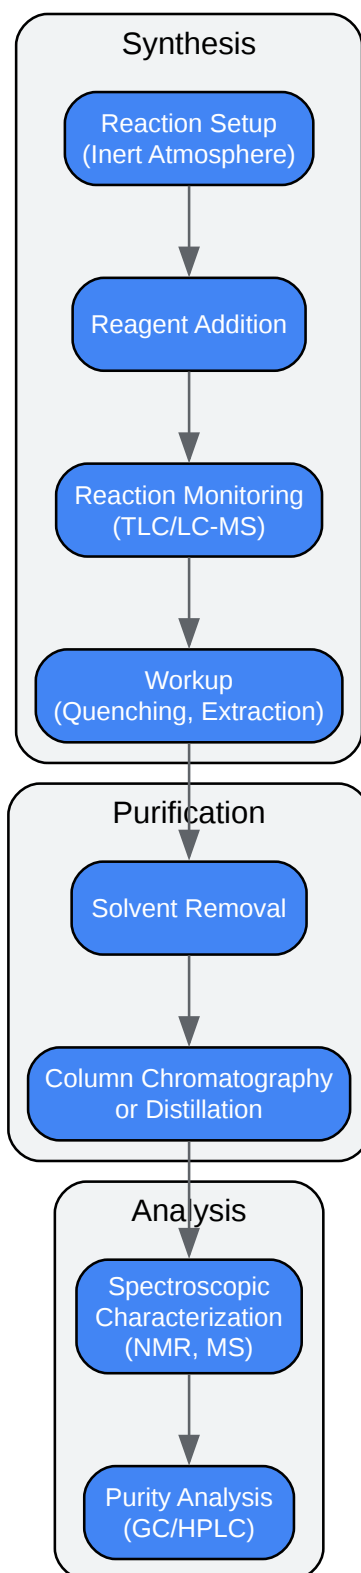 Synthesis
Reaction Setup
(Inert Atmosphere)
Reagent Addition
Reaction Monitoring
(TLC/LC-MS)
Workup
(Quenching, Extraction)
Purification
Solvent Removal
Column Chromatography
or Distillation
Analysis
Spectroscopic
Characterization
(NMR, MS)
Purity Analysis
(GC/HPLC)